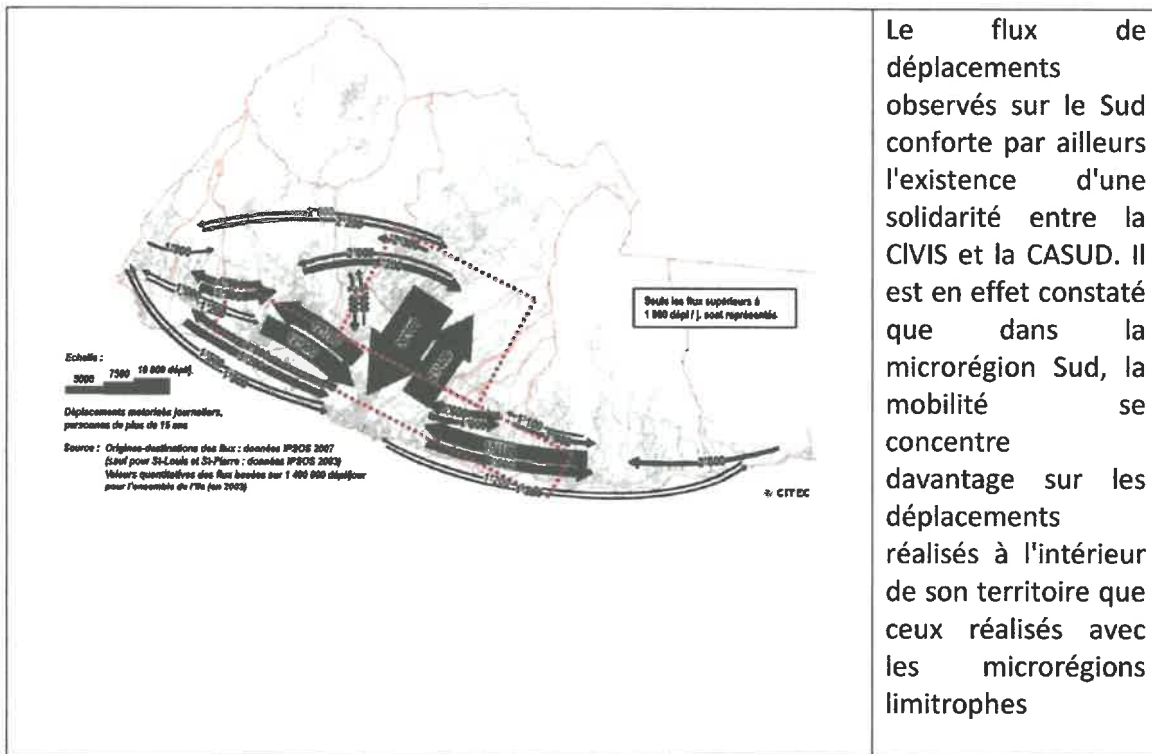 Seuls les flux supérieurs à
1 000 dépl / j. sont représentés
Echelle :
5000 7500 10 000 dépl/j.
Déplacements motorisés journaliers,
personnes de plus de 15 ans
Source : Origines-destinations des flux : données IPSOS 2007
(sauf pour St-Louis et St-Pierre : données IPSOS 2003)
Valeurs quantitatives des flux basées sur 1 400 000 dépl/jour
pour l'ensemble de l'île (en 2003)
© CITEC
Le flux de
déplacements
observés sur le Sud
conforte par ailleurs
l'existence d'une
solidarité entre la
CIVIS et la CASUD. Il
est en effet constaté
que dans la
microrégion Sud, la
mobilité se
concentre
davantage sur les
déplacements
réalisés à l'intérieur
de son territoire que
ceux réalisés avec
les microrégions
limitrophes